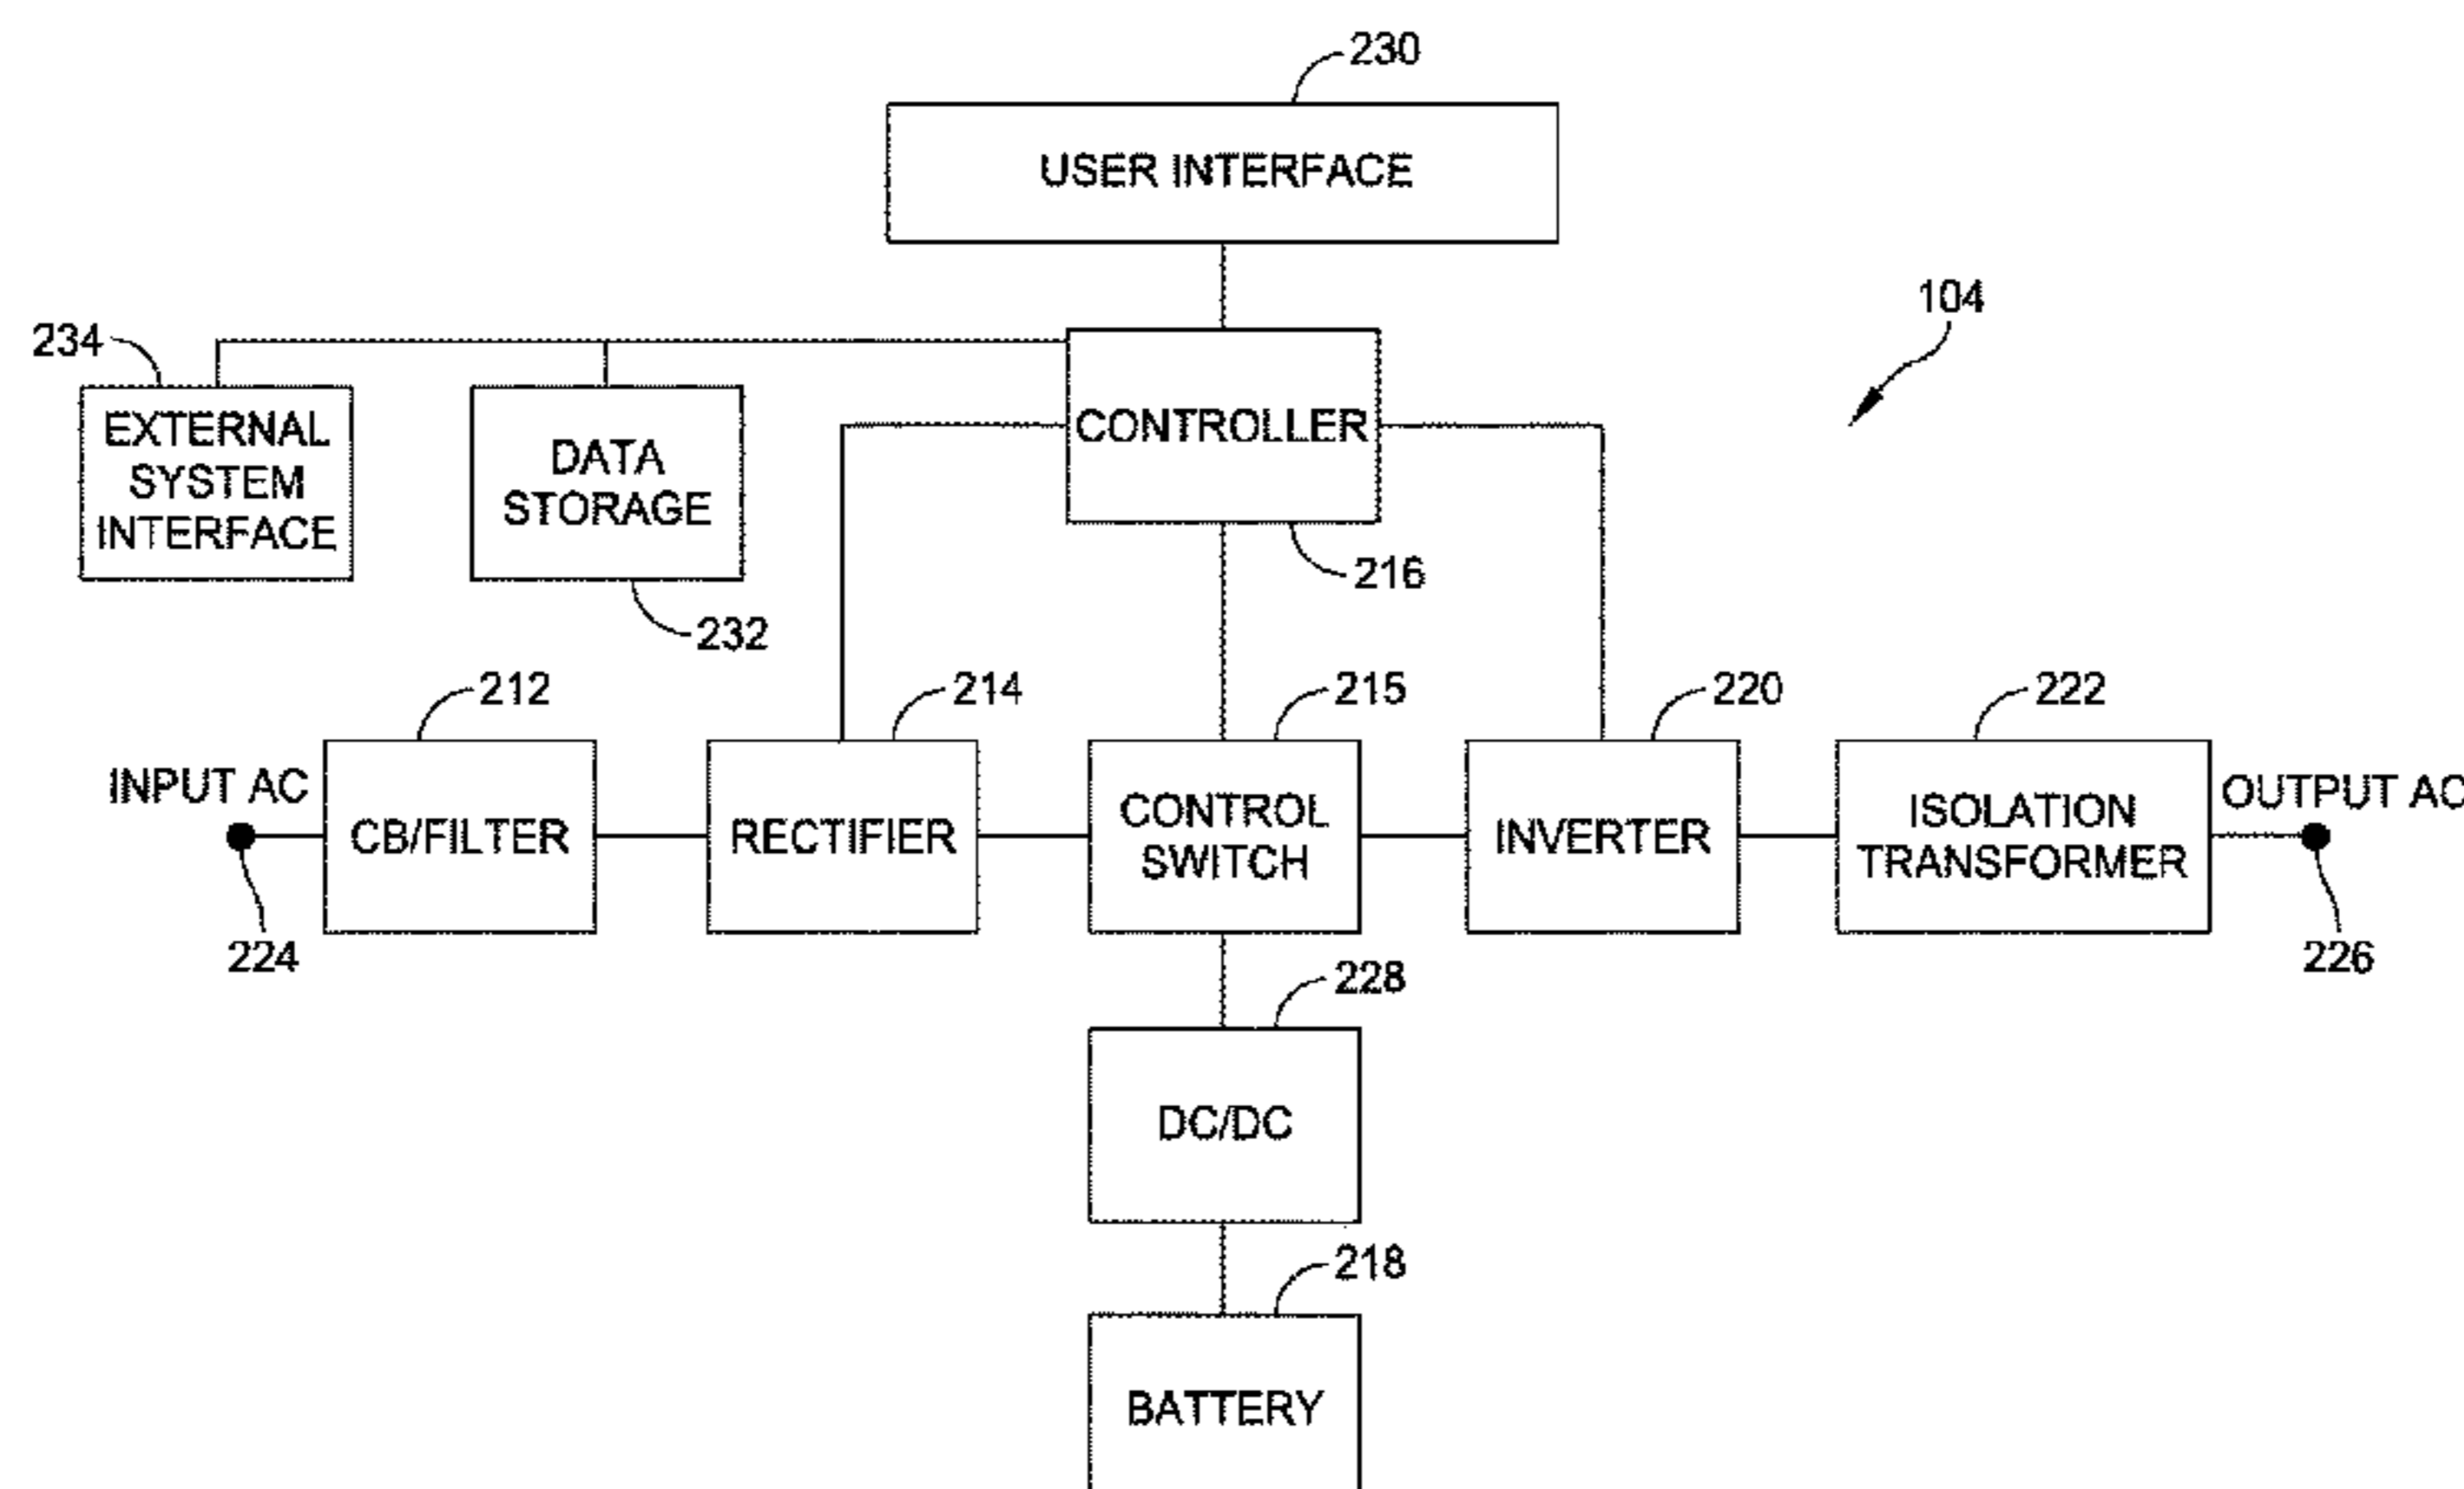 230
USER INTERFACE
104
234
EXTERNAL
SYSTEM
INTERFACE
DATA
STORAGE
CONTROLLER
216
232
212
214
215
220
222
INPUT AC
CB/FILTER
RECTIFIER
CONTROL
SWITCH
INVERTER
ISOLATION
TRANSFORMER
OUTPUT AC
224
226
228
DC/DC
218
BATTERY